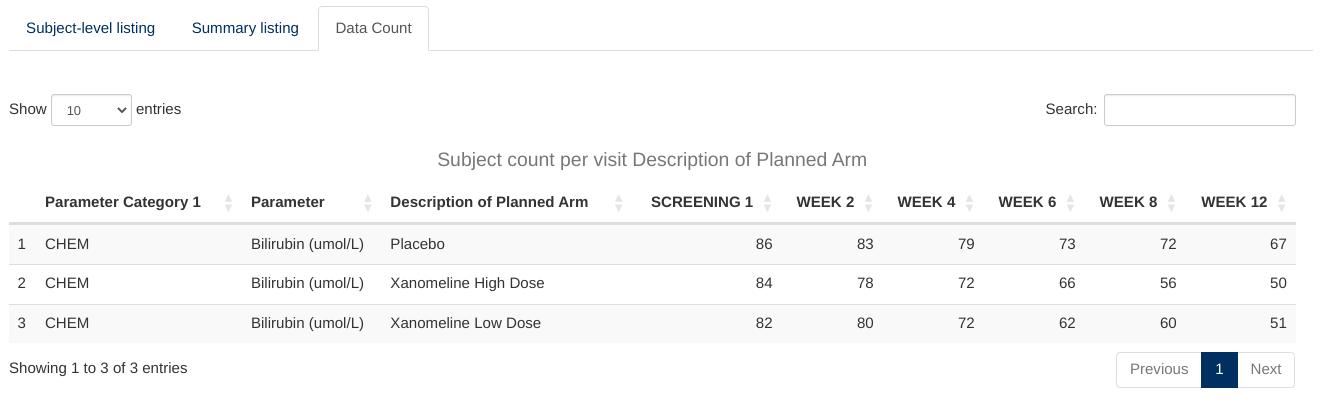 Subject-level listing Summary listing Data Count
Show 10 entries Search:
Subject count per visit Description of Planned Arm
Parameter Category 1 Parameter Description of Planned Arm SCREENING 1 WEEK 2 WEEK 4 WEEK 6 WEEK 8 WEEK 12
1 CHEM Bilirubin (umol/L) Placebo 86 83 79 73 72 67
2 CHEM Bilirubin (umol/L) Xanomeline High Dose 84 78 72 66 56 50
3 CHEM Bilirubin (umol/L) Xanomeline Low Dose 82 80 72 62 60 51
Showing 1 to 3 of 3 entries Previous 1 Next